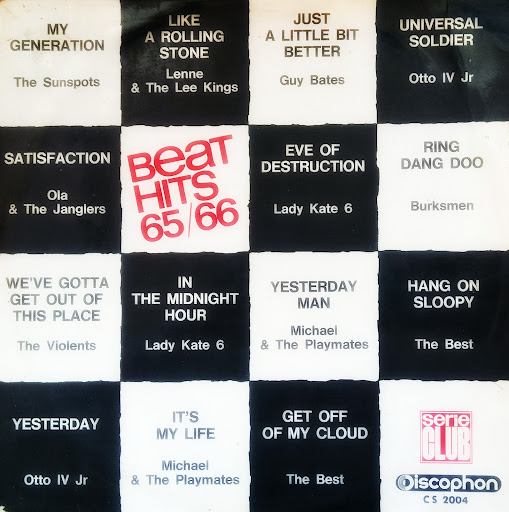 MY
GENERATION
The Sunspots
LIKE
A ROLLING
STONE
Lenne
& The Lee Kings
JUST
A LITTLE BIT
BETTER
Guy Bates
UNIVERSAL
SOLDIER
Otto IV Jr
SATISFACTION
Ola
& The Janglers
BeaT
HITS
65/66
EVE OF
DESTRUCTION
Lady Kate 6
RING
DANG DOO
Burksmen
WE'VE GOTTA
GET OUT OF
THIS PLACE
The Violents
IN
THE MIDNIGHT
HOUR
Lady Kate 6
YESTERDAY
MAN
Michael
& The Playmates
HANG ON
SLOOPY
The Best
YESTERDAY
Otto IV Jr
IT'S
MY LIFE
Michael
& The Playmates
GET OFF
OF MY CLOUD
The Best
serie
CLUB
Discophon
CS 2004